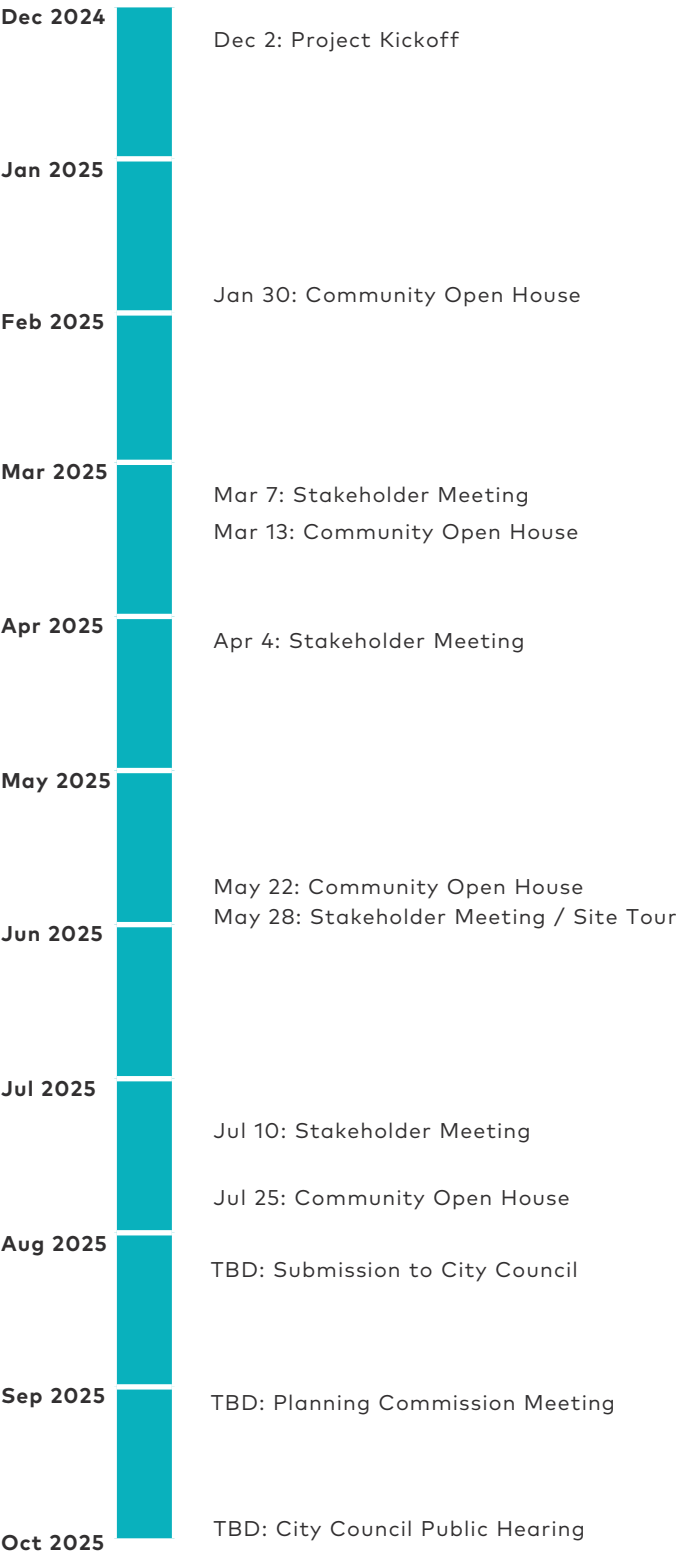 Dec 2024
Dec 2: Project Kickoff
Jan 2025
Jan 30: Community Open House
Feb 2025
Mar 2025
Mar 7: Stakeholder Meeting
Mar 13: Community Open House
Apr 2025
Apr 4: Stakeholder Meeting
May 2025
May 22: Community Open House
May 28: Stakeholder Meeting / Site Tour
Jun 2025
Jul 2025
Jul 10: Stakeholder Meeting
Jul 25: Community Open House
Aug 2025
TBD: Submission to City Council
Sep 2025
TBD: Planning Commission Meeting
TBD: City Council Public Hearing
Oct 2025